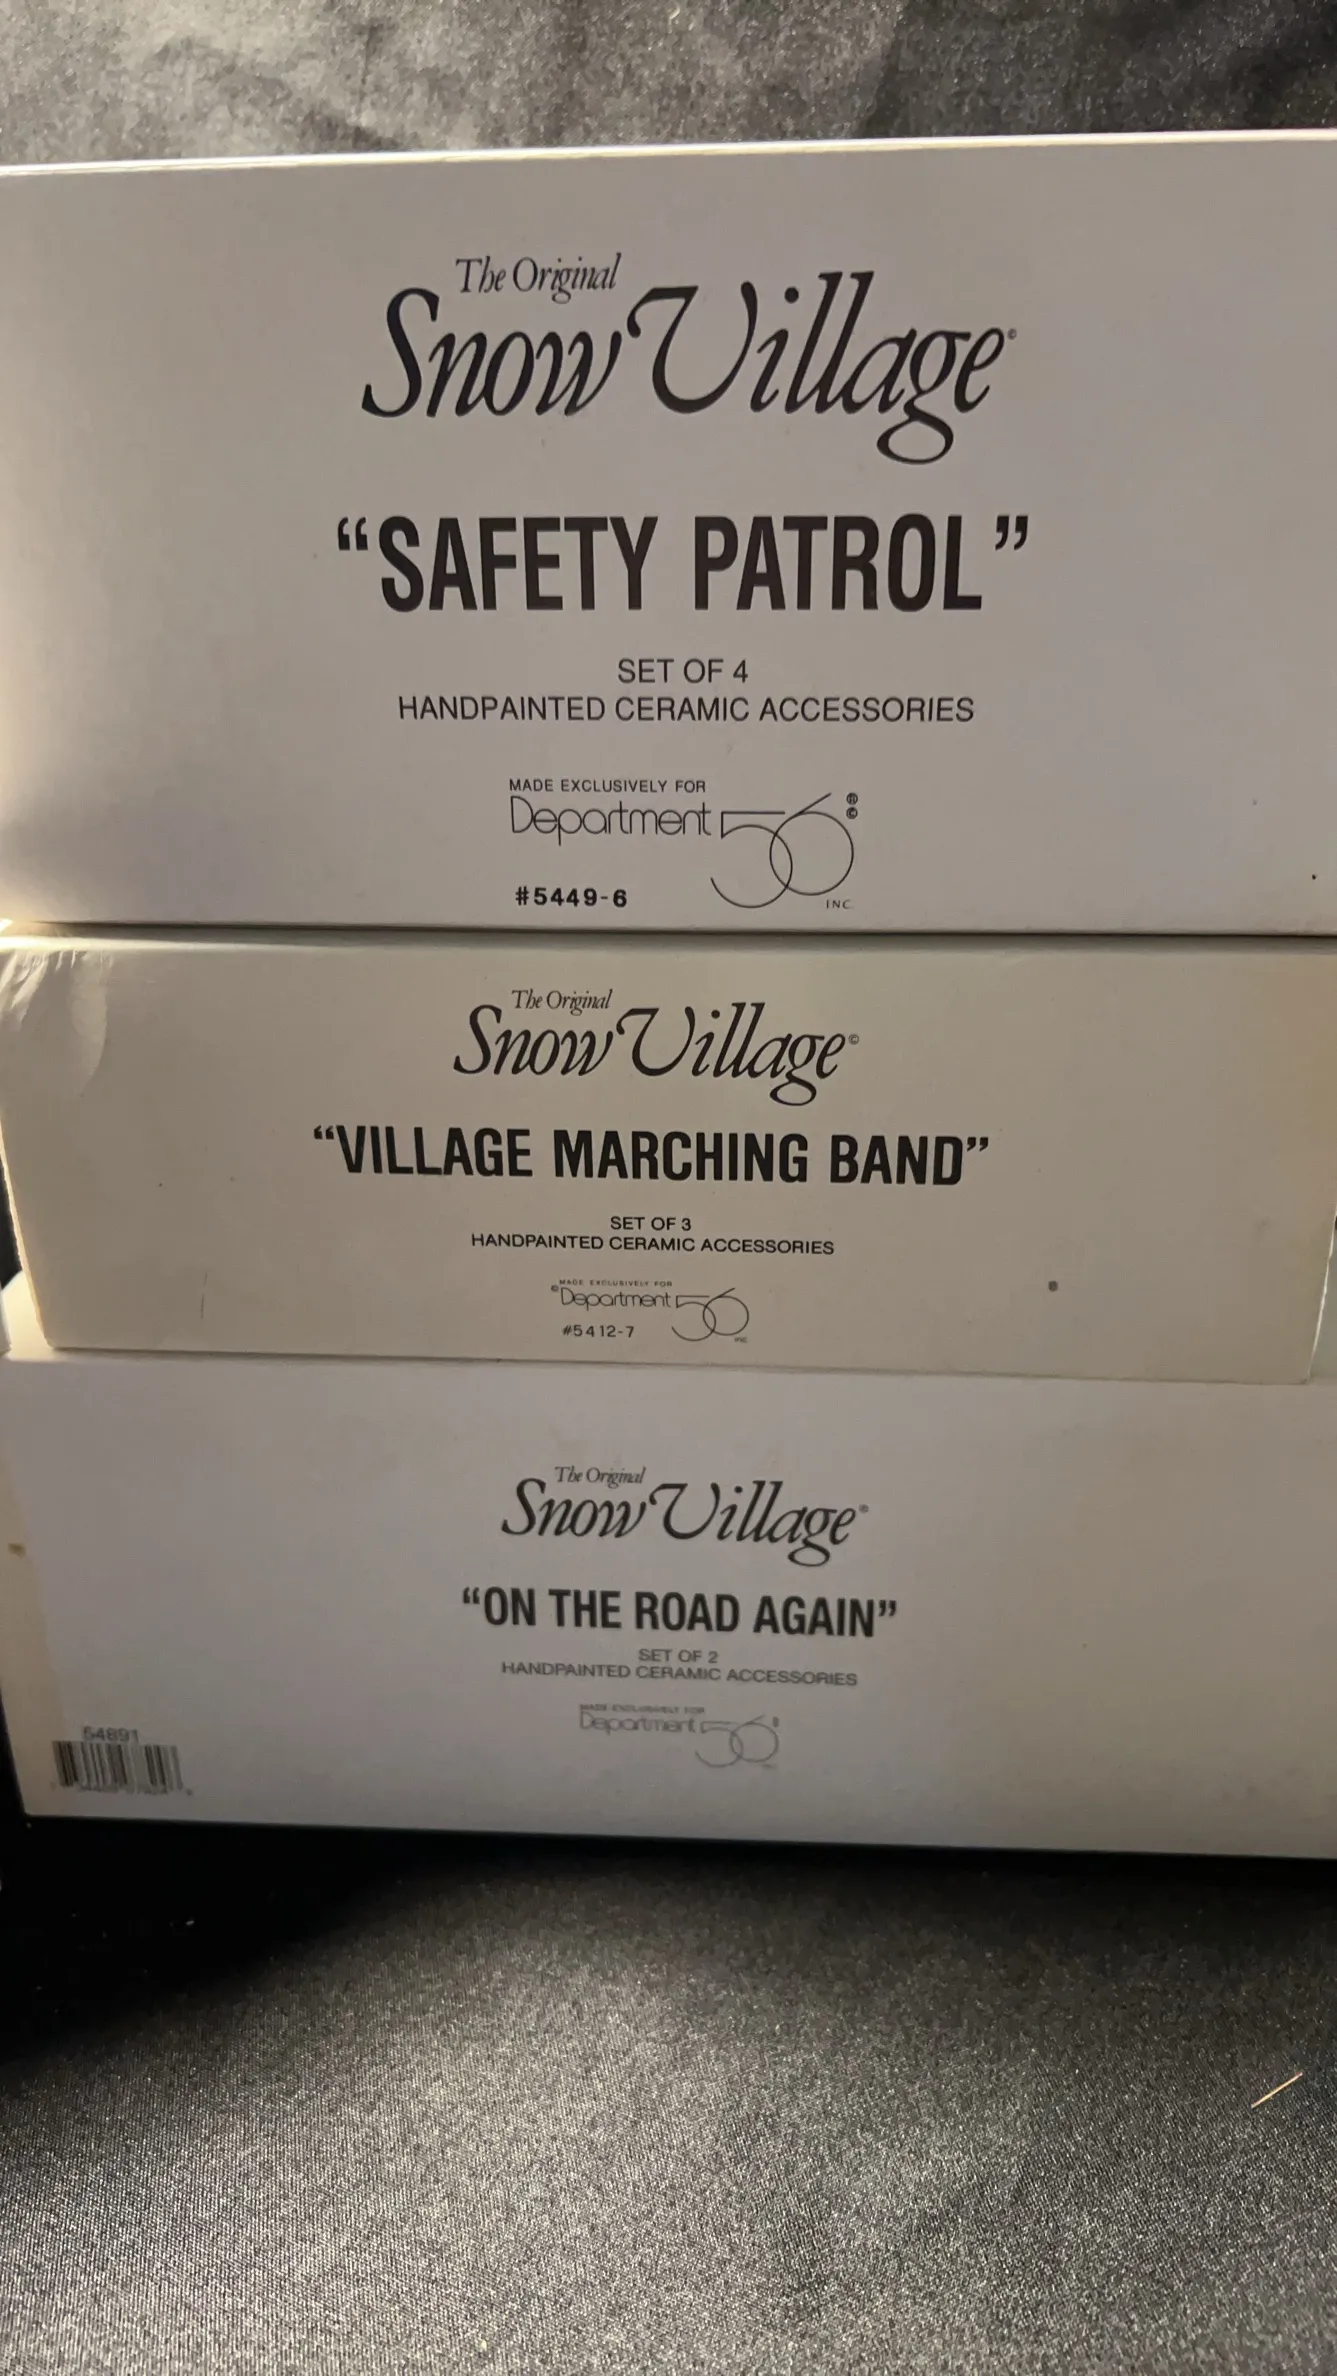 The Original
Snow Village®
“SAFETY PATROL”
SET OF 4
HANDPAINTED CERAMIC ACCESSORIES
MADE EXCLUSIVELY FOR
Department 56 ® ©
INC.
#5449-6
The Original
Snow Village©
“VILLAGE MARCHING BAND”
SET OF 3
HANDPAINTED CERAMIC ACCESSORIES
MADE EXCLUSIVELY FOR
©Department 56
INC.
#5412-7
The Original
Snow Village®
“ON THE ROAD AGAIN”
SET OF 2
HANDPAINTED CERAMIC ACCESSORIES
MADE EXCLUSIVELY FOR
Department 56
54891